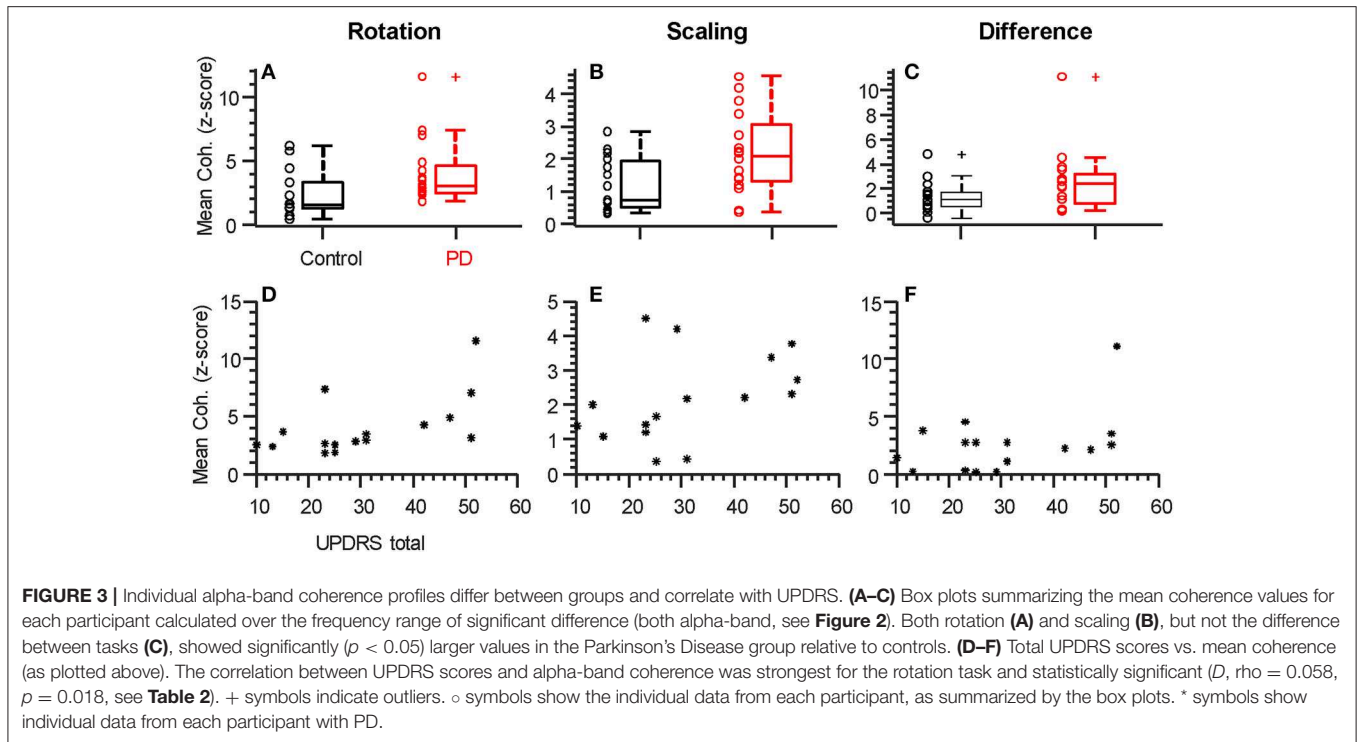 Rotation
Scaling
Difference
A
B
C
Mean Coh. (z-score)
10
5
0
4
3
2
1
0
10
8
6
4
2
0
Control
PD
D
E
F
Mean Coh. (z-score)
15
10
5
0
5
4
3
2
1
0
15
10
5
0
10 20 30 40 50 60
10 20 30 40 50 60
10 20 30 40 50 60
UPDRS total
FIGURE 3 | Individual alpha-band coherence profiles differ between groups and correlate with UPDRS. (A–C) Box plots summarizing the mean coherence values for
each participant calculated over the frequency range of significant difference (both alpha-band, see Figure 2). Both rotation (A) and scaling (B), but not the difference
between tasks (C), showed significantly (p < 0.05) larger values in the Parkinson's Disease group relative to controls. (D–F) Total UPDRS scores vs. mean coherence
(as plotted above). The correlation between UPDRS scores and alpha-band coherence was strongest for the rotation task and statistically significant (D, rho = 0.058,
p = 0.018, see Table 2). + symbols indicate outliers. ○ symbols show the individual data from each participant, as summarized by the box plots. * symbols show
individual data from each participant with PD.